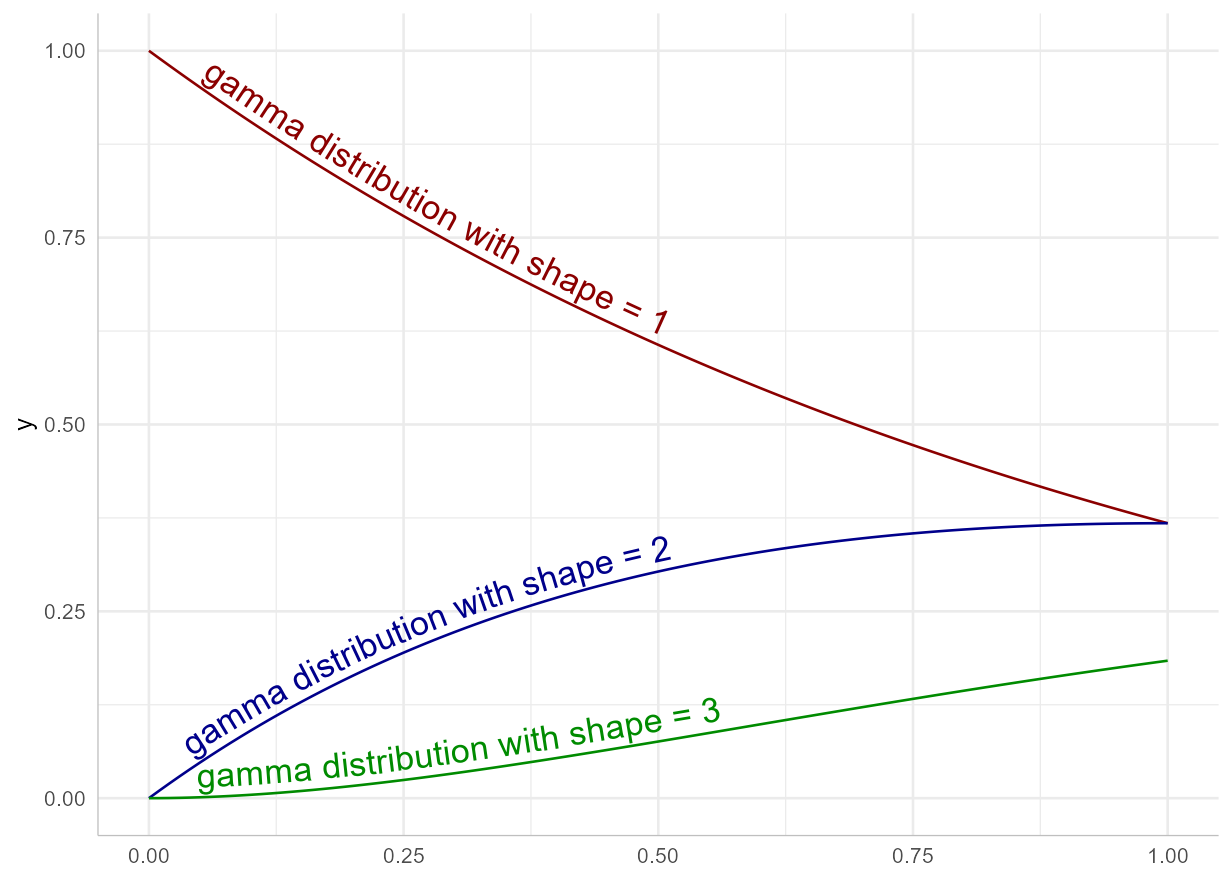 1.00
gamma distribution with shape = 1
0.75
y
0.50
gamma distribution with shape = 2
0.25
gamma distribution with shape = 3
0.00
0.00 0.25 0.50 0.75 1.00